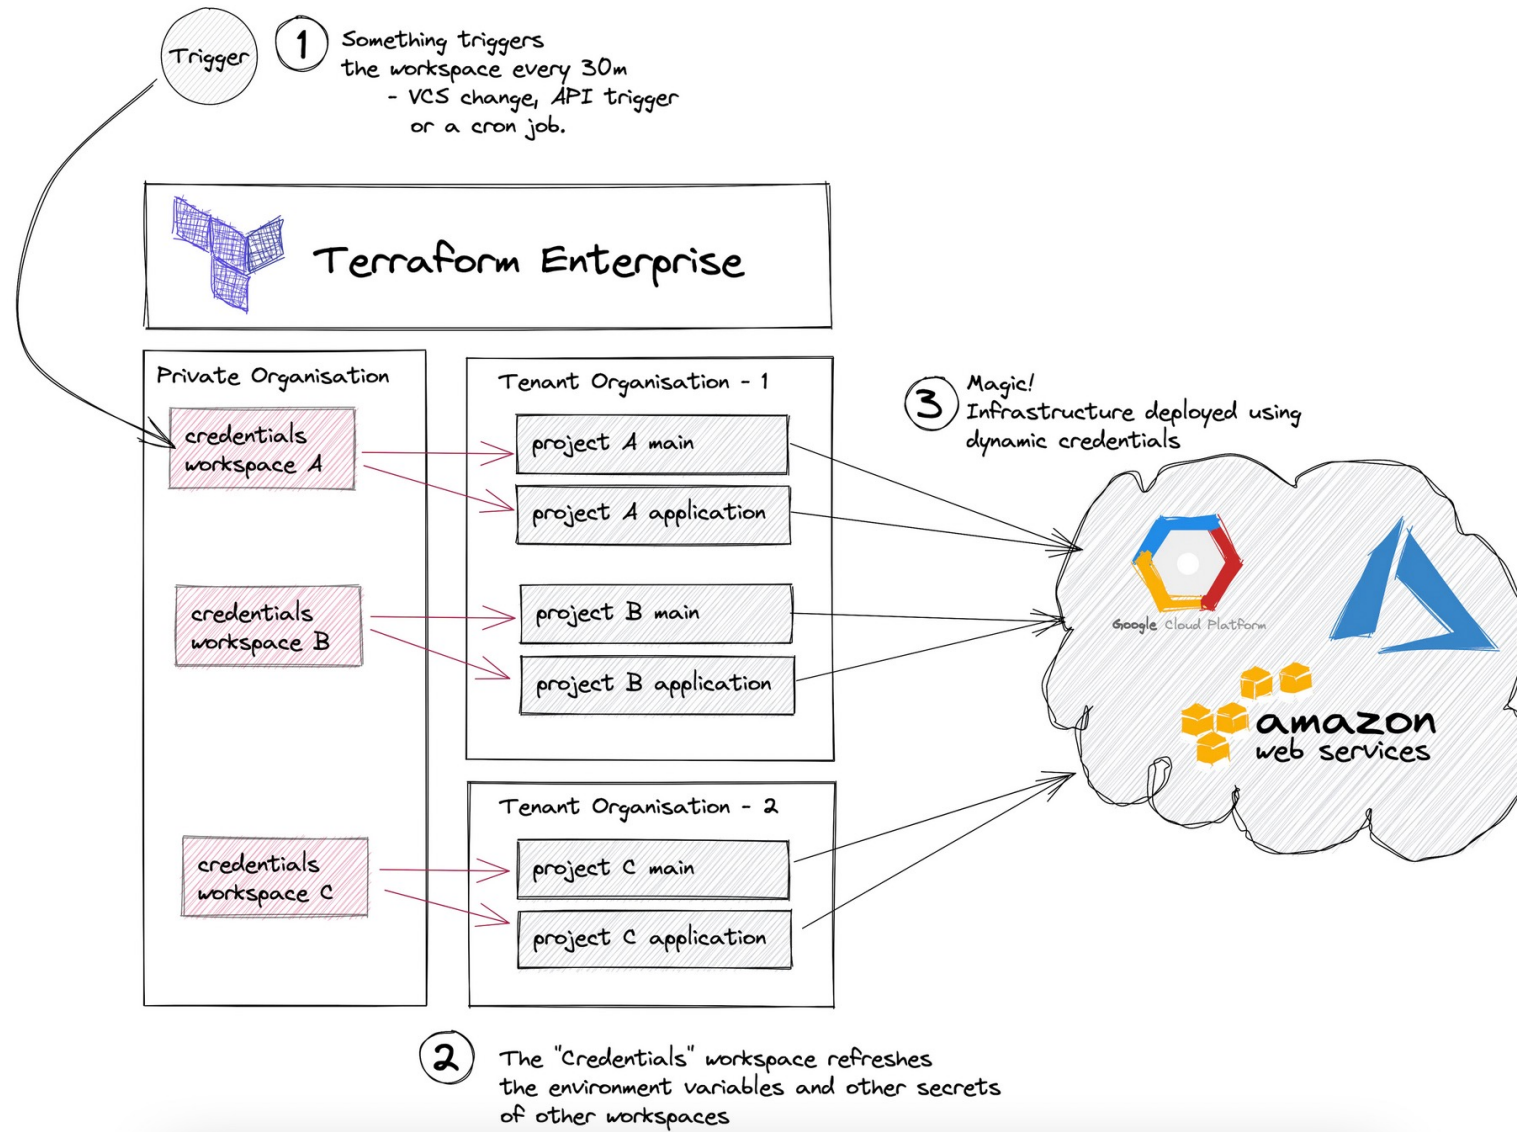 Trigger
1
Something triggers
the workspace every 30m
- VCS change, API trigger
or a cron job.
Terraform Enterprise
Private Organisation
credentials
workspace A
credentials
workspace B
credentials
workspace C
Tenant Organisation - 1
project A main
project A application
project B main
project B application
Tenant Organisation - 2
project C main
project C application
3
Magic!
Infrastructure deployed using
dynamic credentials
Google Cloud Platform
amazon
web services
2
The "Credentials" workspace refreshes
the environment variables and other secrets
of other workspaces